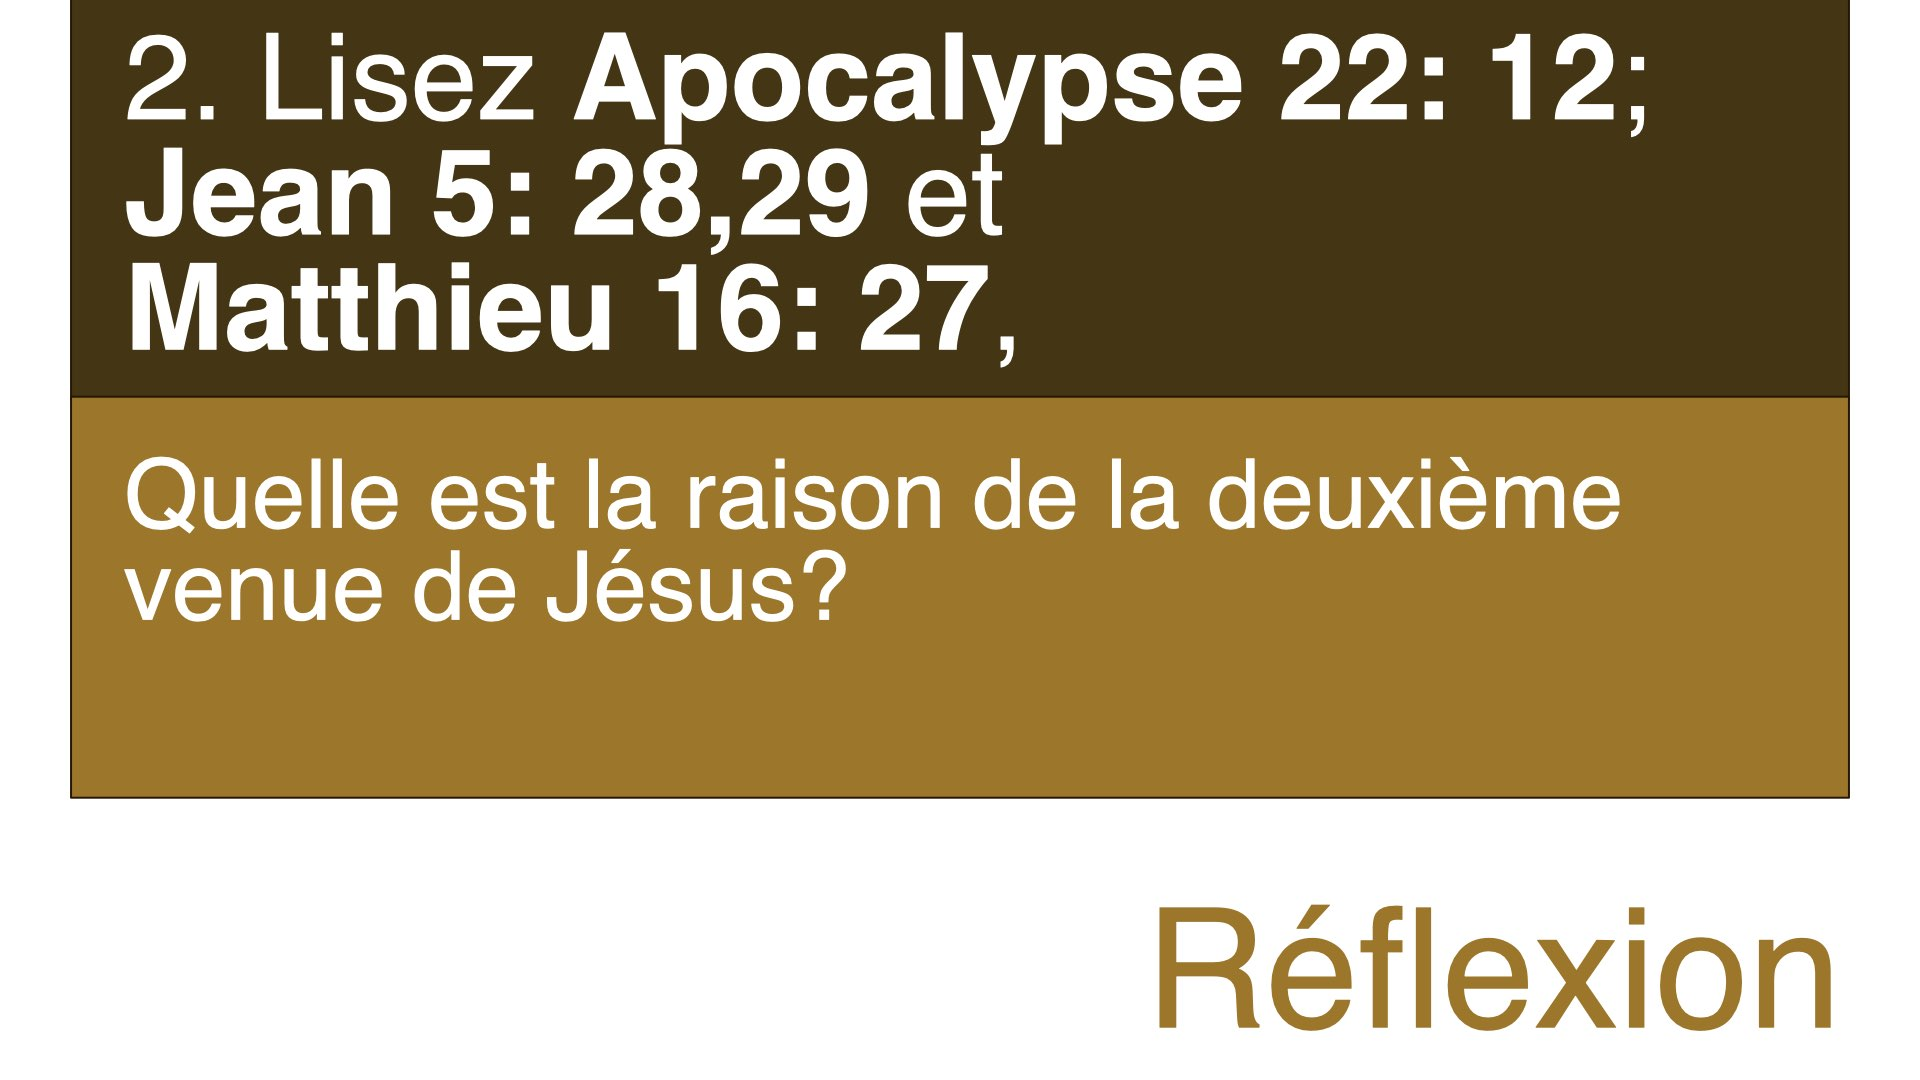 2. Lisez Apocalypse 22: 12;
Jean 5: 28,29 et
Matthieu 16: 27,
Quelle est la raison de la deuxième
venue de Jésus?
Réflexion